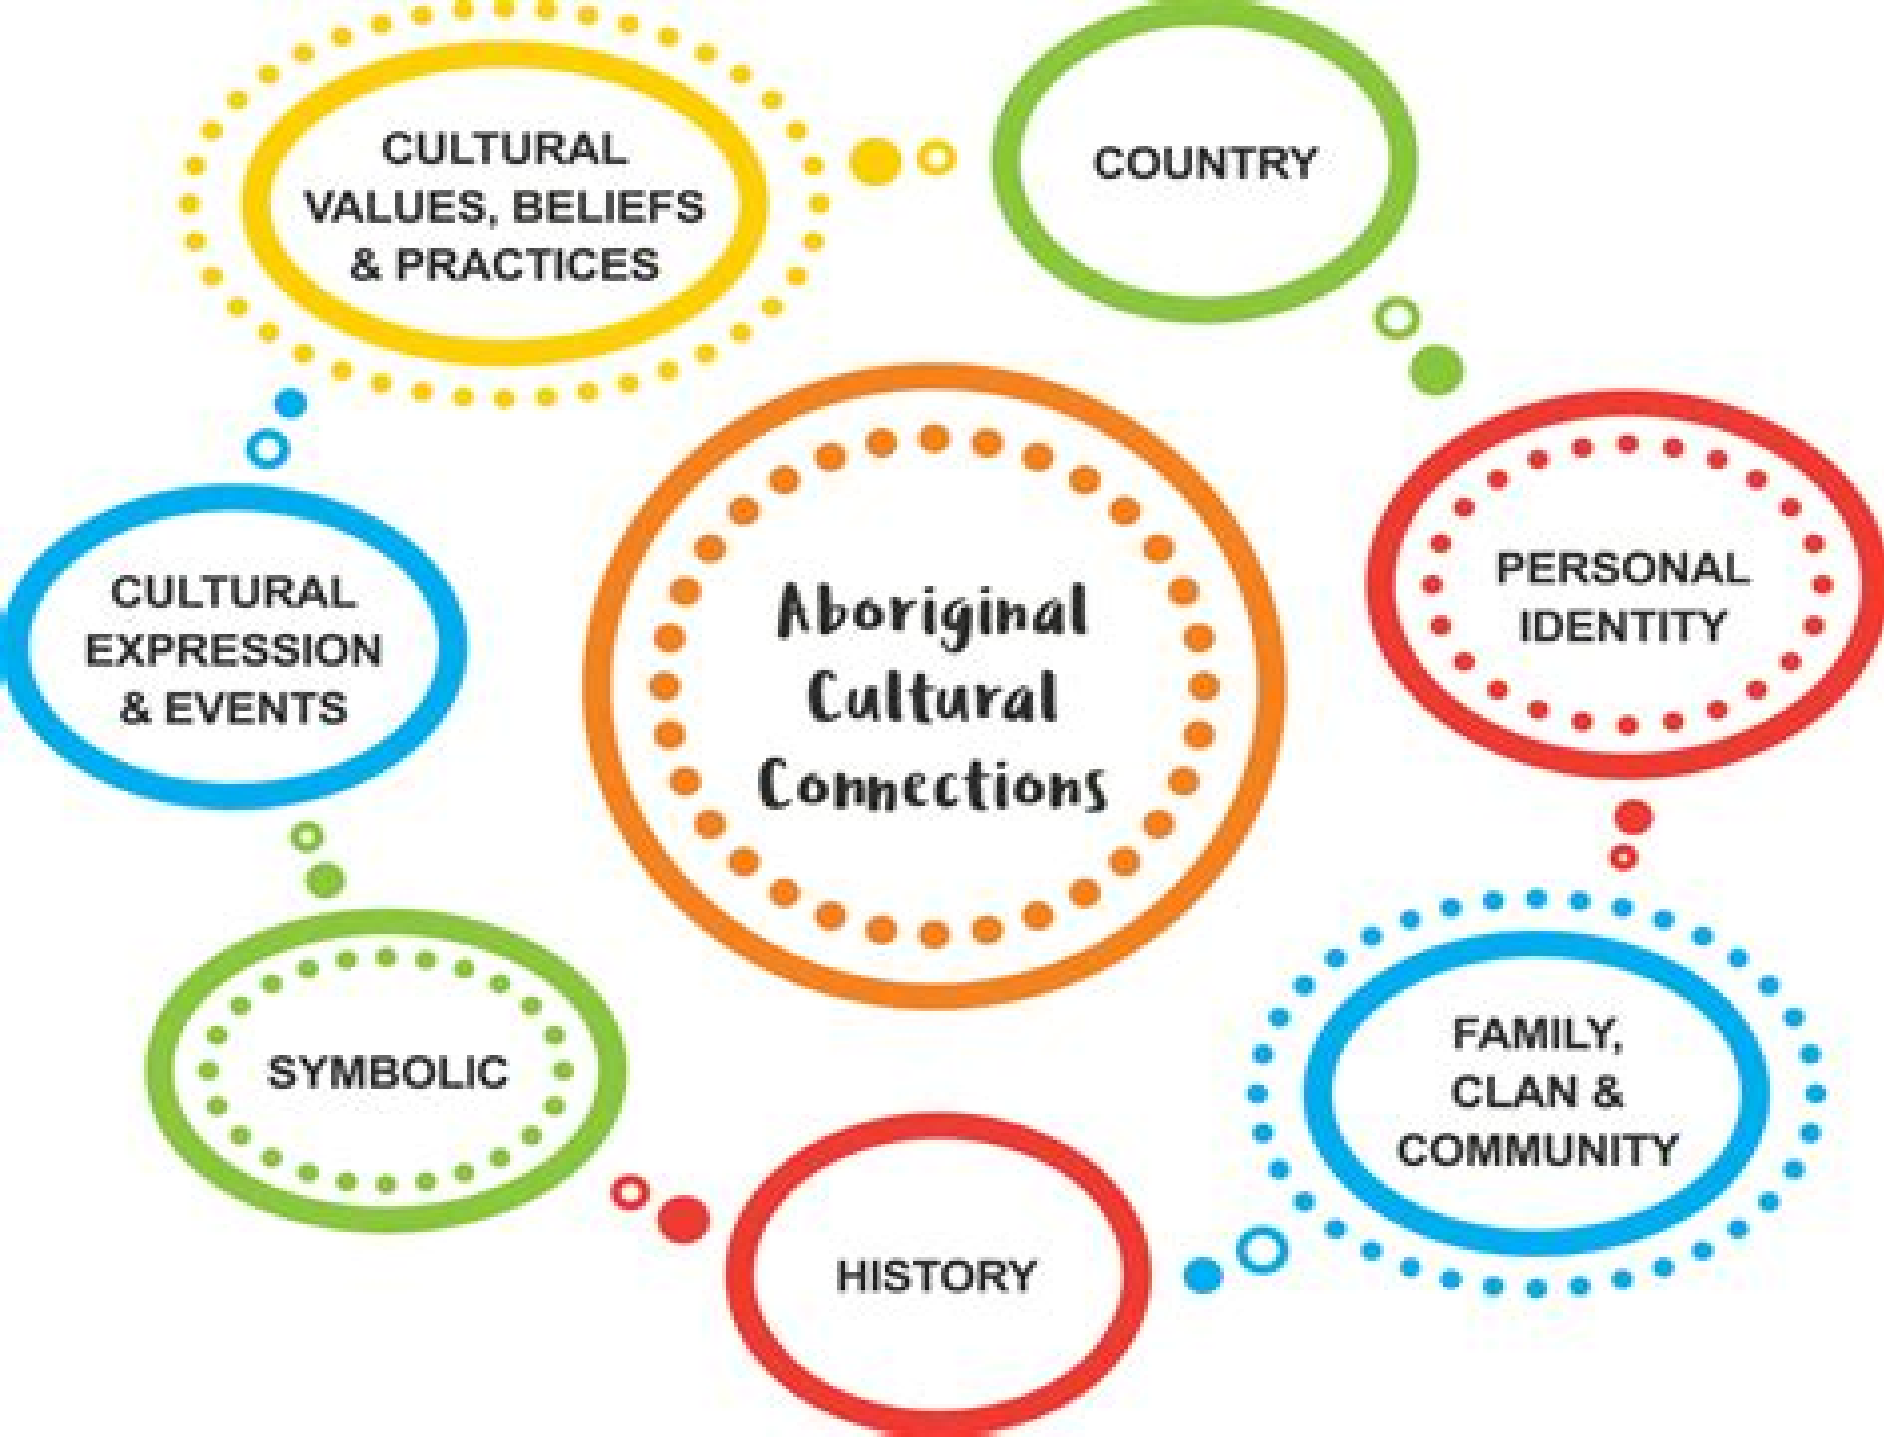 CULTURAL
VALUES, BELIEFS
& PRACTICES
COUNTRY
PERSONAL
IDENTITY
FAMILY,
CLAN &
COMMUNITY
HISTORY
SYMBOLIC
CULTURAL
EXPRESSION
& EVENTS
Aboriginal
Cultural
Connections